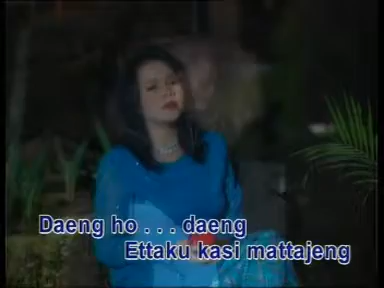 Daeng ho . . . daeng
Ettaku kasi mattajeng